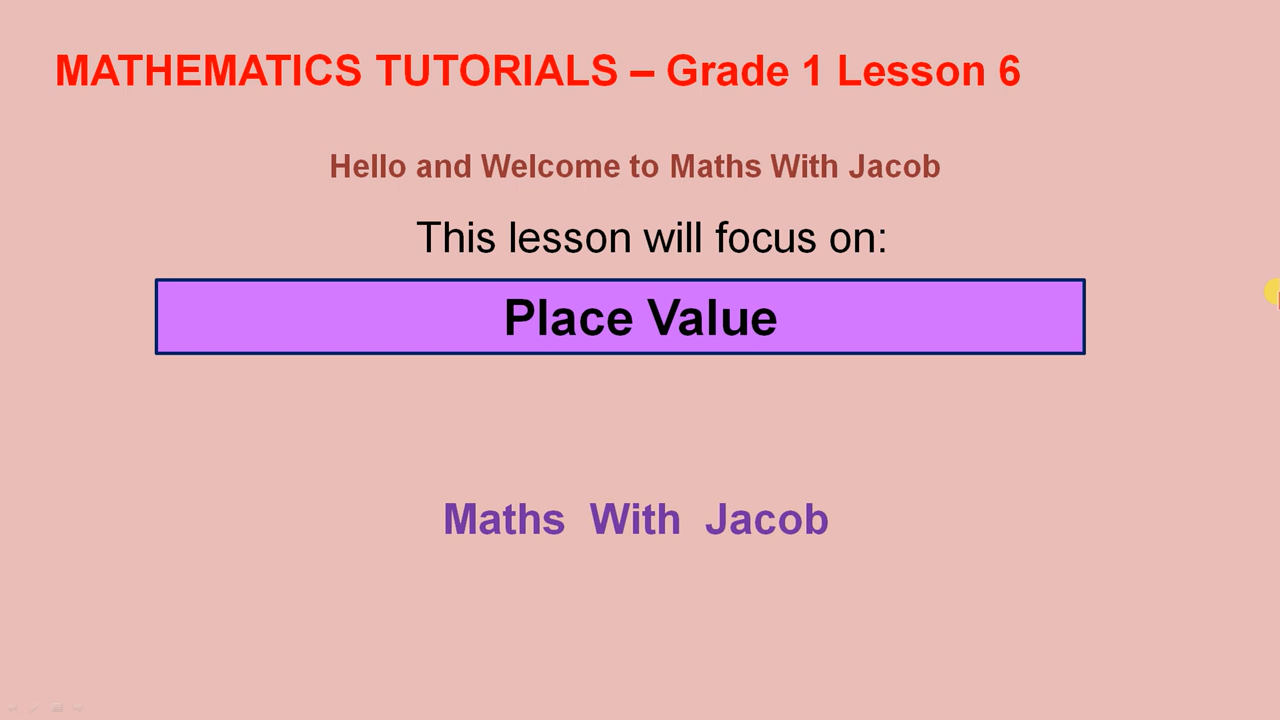 MATHEMATICS TUTORIALS – Grade 1 Lesson 6
Hello and Welcome to Maths With Jacob
This lesson will focus on:
Place Value
Maths With Jacob